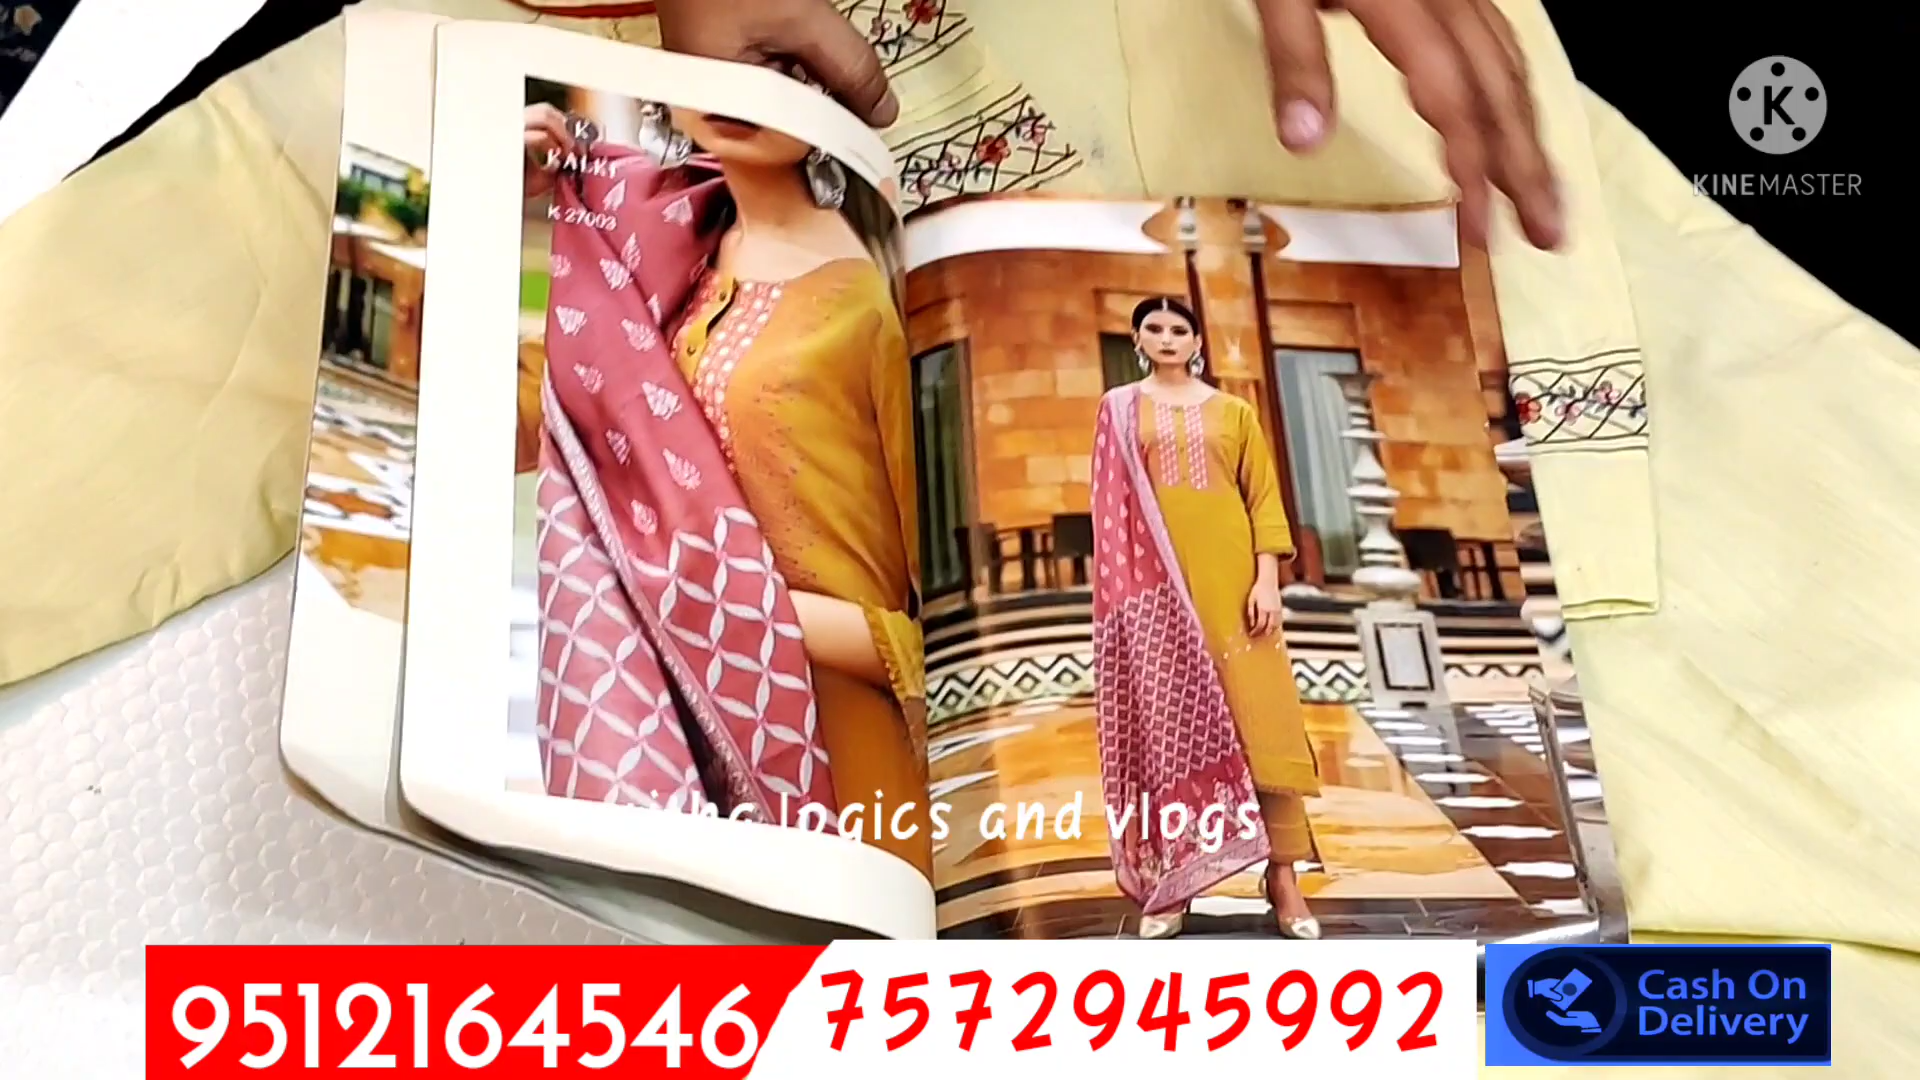 K
KINEMASTER
K
KALKI
K 27003
logics and vlogs
9512164546
7572945992
Cash On
Delivery